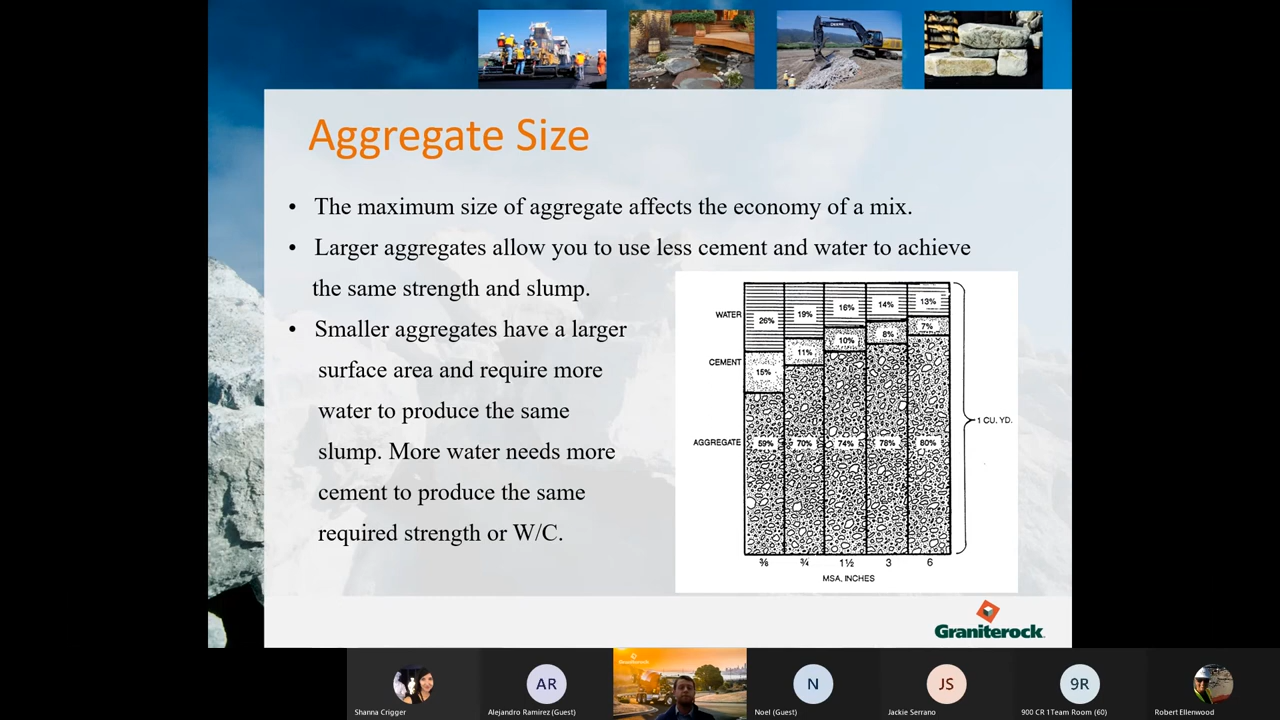 Aggregate Size
• The maximum size of aggregate affects the economy of a mix.
• Larger aggregates allow you to use less cement and water to achieve
the same strength and slump.
• Smaller aggregates have a larger
surface area and require more
water to produce the same
slump. More water needs more
cement to produce the same
required strength or W/C.
WATER
CEMENT
AGGREGATE
26% 19% 16% 14% 13%
15% 11% 10% 8% 7%
59% 70% 74% 78% 80%
1 CU. YD.
⅜ ¾ 1½ 3 6
MSA, INCHES
Graniterock
Graniterock
AR N JS 9R
Shanna Crigger Alejandro Ramirez (Guest) Noel (Guest) Jackie Serrano 900 CR 1Team Room (60) Robert Ellenwood